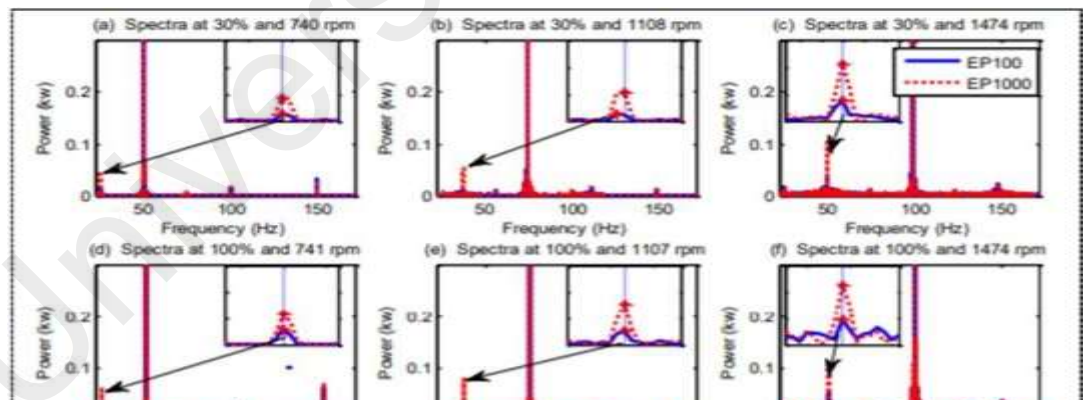 (a) Spectra at 30% and 740 rpm
(b) Spectra at 30% and 1108 rpm
(c) Spectra at 30% and 1474 rpm
EP100
EP1000
Power (kw)
0.2
0.1
0
50
100
150
Frequency (Hz)
Power (kw)
0.2
0.1
0
50
100
150
Frequency (Hz)
Power (kw)
0.2
0.1
0
50
100
150
Frequency (Hz)
(d) Spectra at 100% and 741 rpm
(e) Spectra at 100% and 1107 rpm
(f) Spectra at 100% and 1474 rpm
Power (kw)
0.2
0.1
Power (kw)
0.2
0.1
Power (kw)
0.2
0.1
Univers